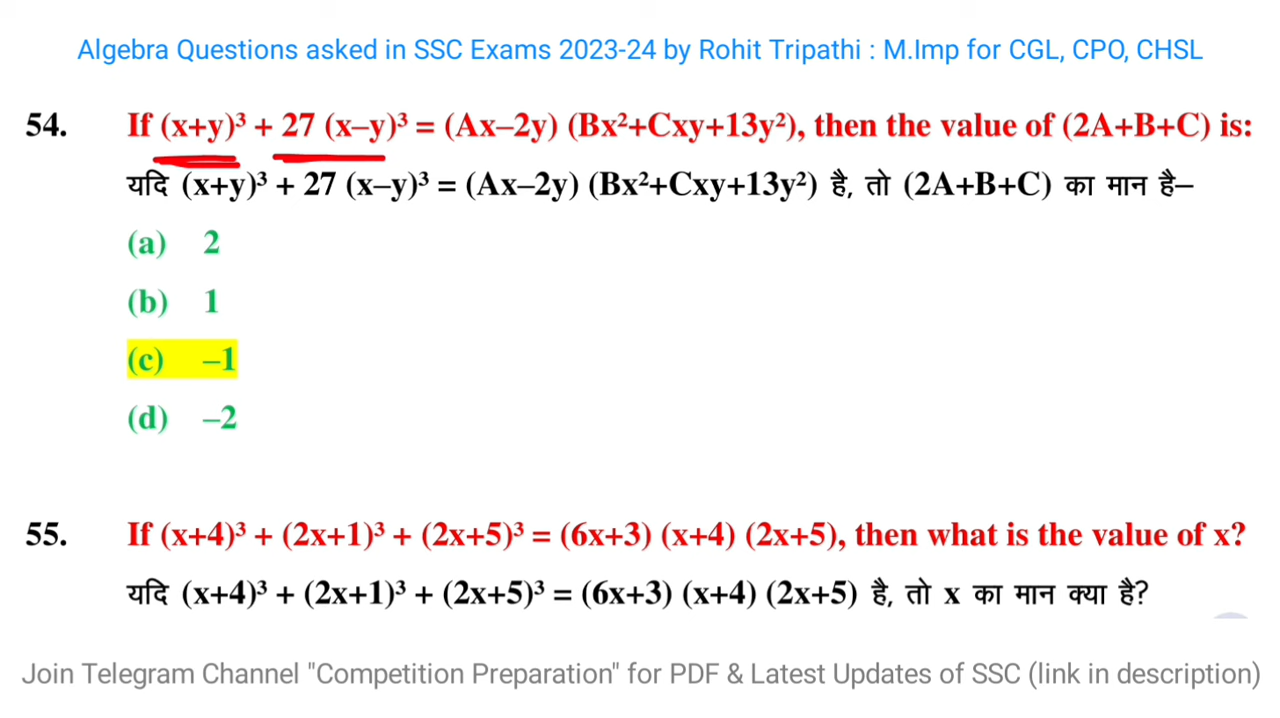 Algebra Questions asked in SSC Exams 2023-24 by Rohit Tripathi : M.Imp for CGL, CPO, CHSL
54. If (x+y)³ + 27 (x–y)³ = (Ax–2y) (Bx²+Cxy+13y²), then the value of (2A+B+C) is:
यदि (x+y)³ + 27 (x–y)³ = (Ax–2y) (Bx²+Cxy+13y²) है, तो (2A+B+C) का मान है–
(a) 2
(b) 1
(c) –1
(d) –2
55. If (x+4)³ + (2x+1)³ + (2x+5)³ = (6x+3) (x+4) (2x+5), then what is the value of x?
यदि (x+4)³ + (2x+1)³ + (2x+5)³ = (6x+3) (x+4) (2x+5) है, तो x का मान क्या है?
Join Telegram Channel "Competition Preparation" for PDF & Latest Updates of SSC (link in description)